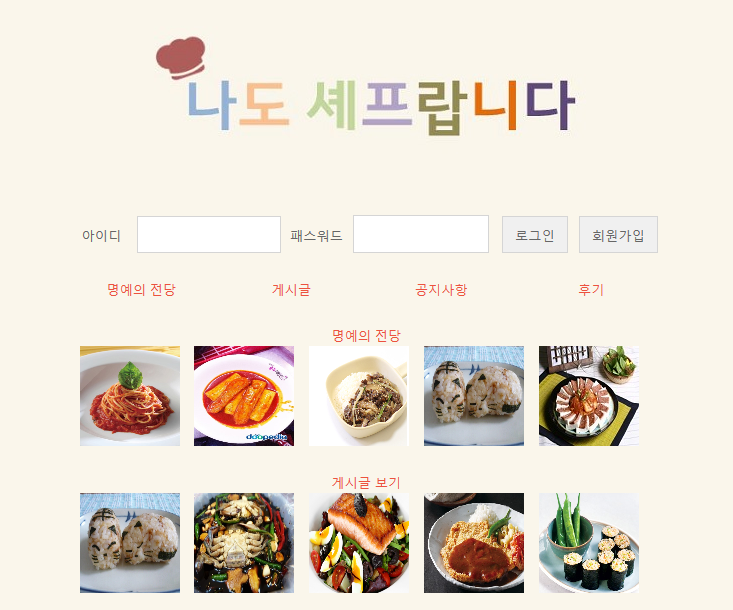 나도 셰프랍니다
아이디 패스워드 로그인 회원가입
명예의 전당 게시글 공지사항 후기
명예의 전당
게시글 보기